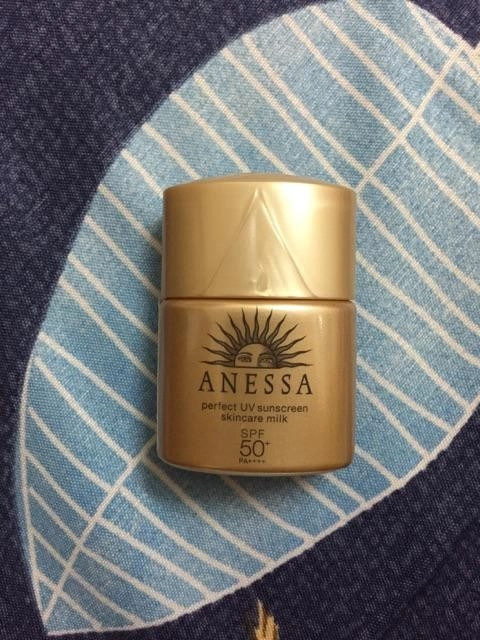 ANESSA
perfect UV sunscreen
skincare milk
SPF
50+
PA++++